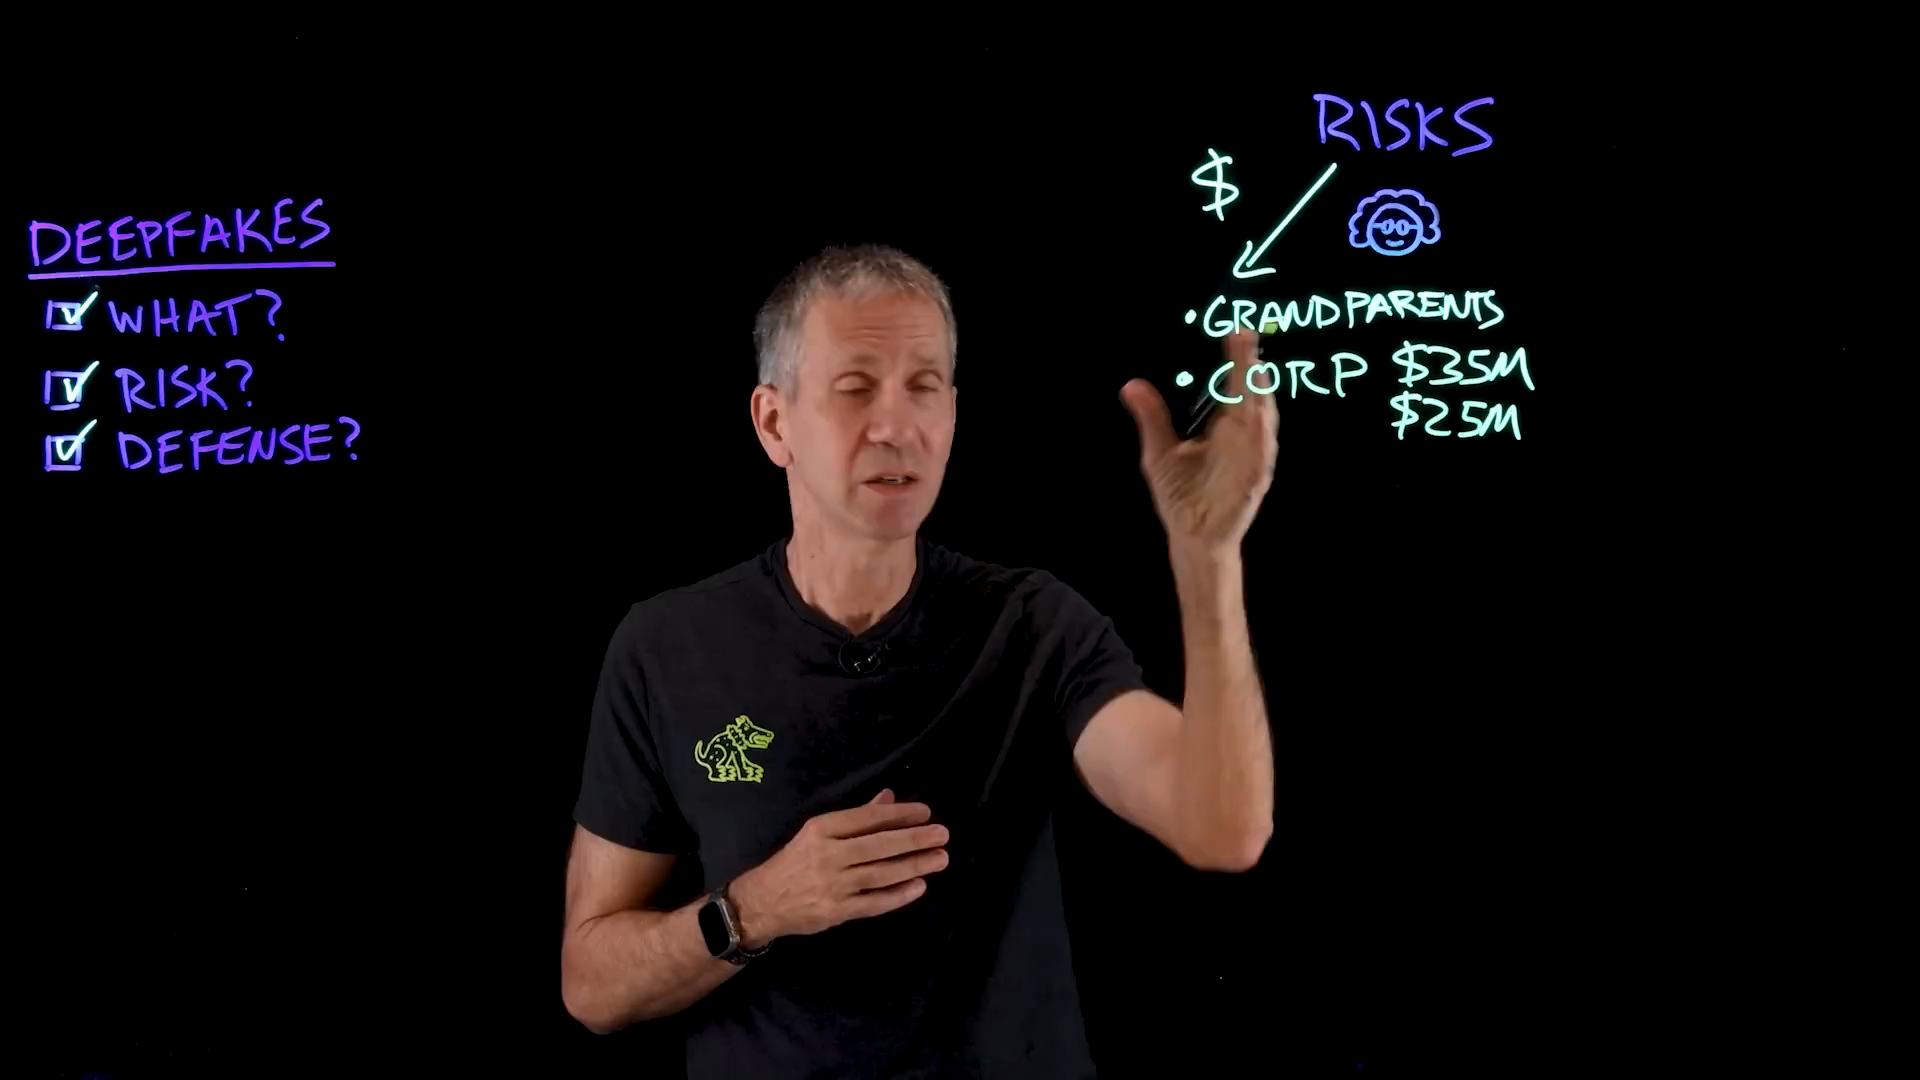 DEEPFAKES
WHAT?
RISK?
DEFENSE?
RISKS
$
• GRANDPARENTS
• CORP $35M
$25M